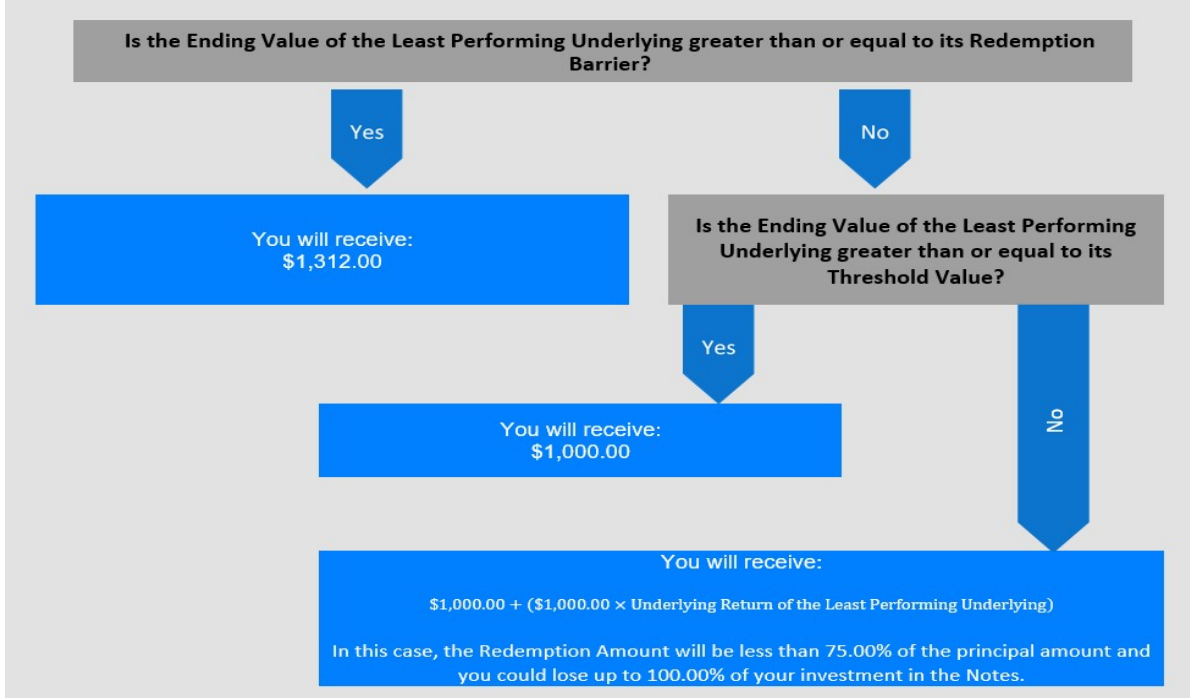 Is the Ending Value of the Least Performing Underlying greater than or equal to its Redemption
Barrier?
Yes
No
You will receive:
$1,312.00
Is the Ending Value of the Least Performing
Underlying greater than or equal to its
Threshold Value?
Yes
No
You will receive:
$1,000.00
You will receive:
$1,000.00 + ($1,000.00 × Underlying Return of the Least Performing Underlying)
In this case, the Redemption Amount will be less than 75.00% of the principal amount and
you could lose up to 100.00% of your investment in the Notes.